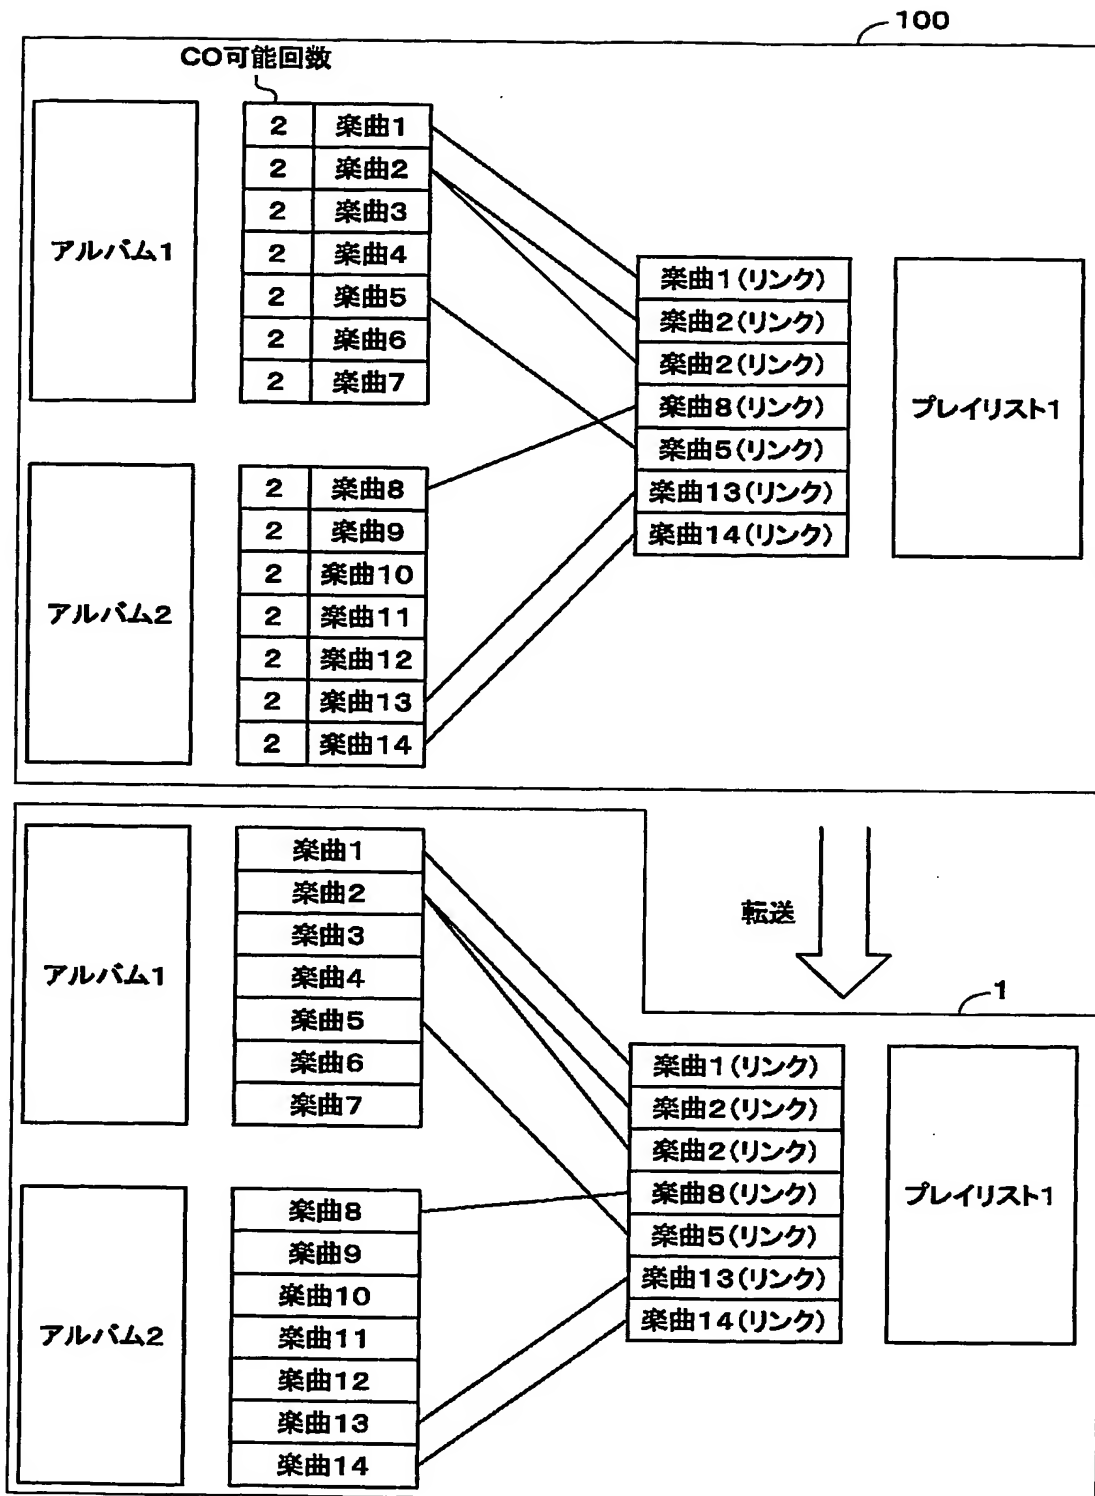 100
CO可能回数
アルバム1
2 楽曲1
2 楽曲2
2 楽曲3
2 楽曲4
2 楽曲5
2 楽曲6
2 楽曲7
アルバム2
2 楽曲8
2 楽曲9
2 楽曲10
2 楽曲11
2 楽曲12
2 楽曲13
2 楽曲14
楽曲1(リンク)
楽曲2(リンク)
楽曲2(リンク)
楽曲8(リンク)
楽曲5(リンク)
楽曲13(リンク)
楽曲14(リンク)
プレイリスト1
転送
1
アルバム1
楽曲1
楽曲2
楽曲3
楽曲4
楽曲5
楽曲6
楽曲7
アルバム2
楽曲8
楽曲9
楽曲10
楽曲11
楽曲12
楽曲13
楽曲14
楽曲1(リンク)
楽曲2(リンク)
楽曲2(リンク)
楽曲8(リンク)
楽曲5(リンク)
楽曲13(リンク)
楽曲14(リンク)
プレイリスト1